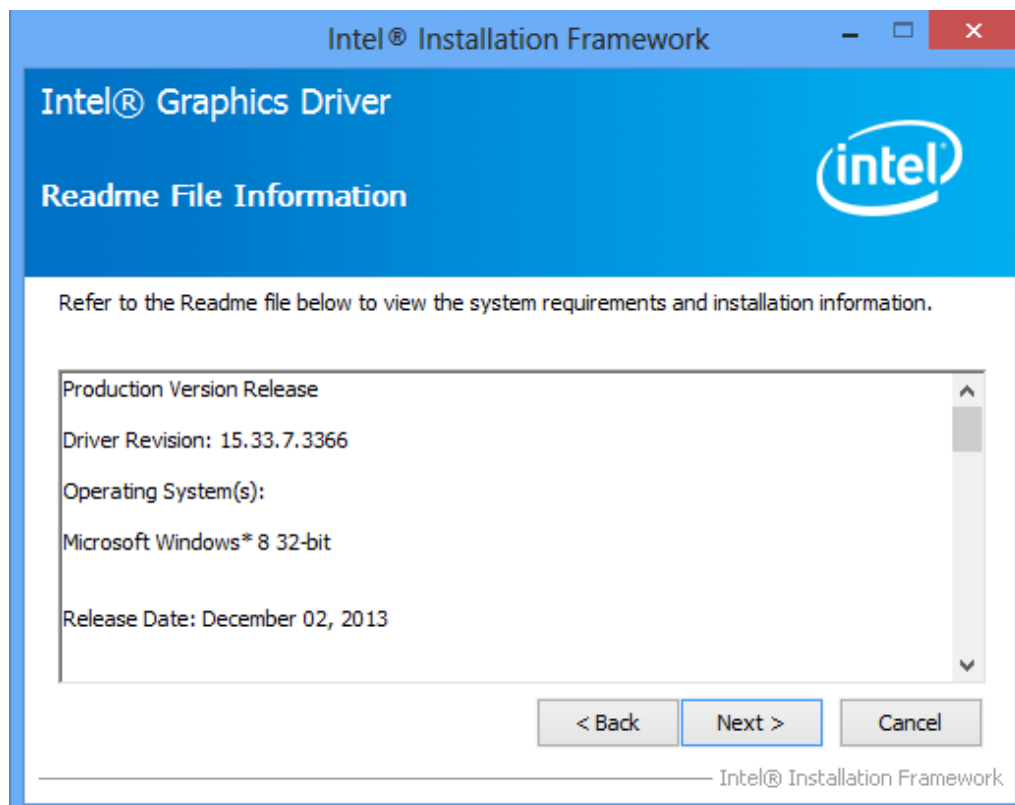 Intel® Installation Framework
Intel® Graphics Driver
intel
Readme File Information
Refer to the Readme file below to view the system requirements and installation information.
Production Version Release
Driver Revision: 15.33.7.3366
Operating System(s):
Microsoft Windows* 8 32-bit
Release Date: December 02, 2013
< Back Next > Cancel
Intel® Installation Framework